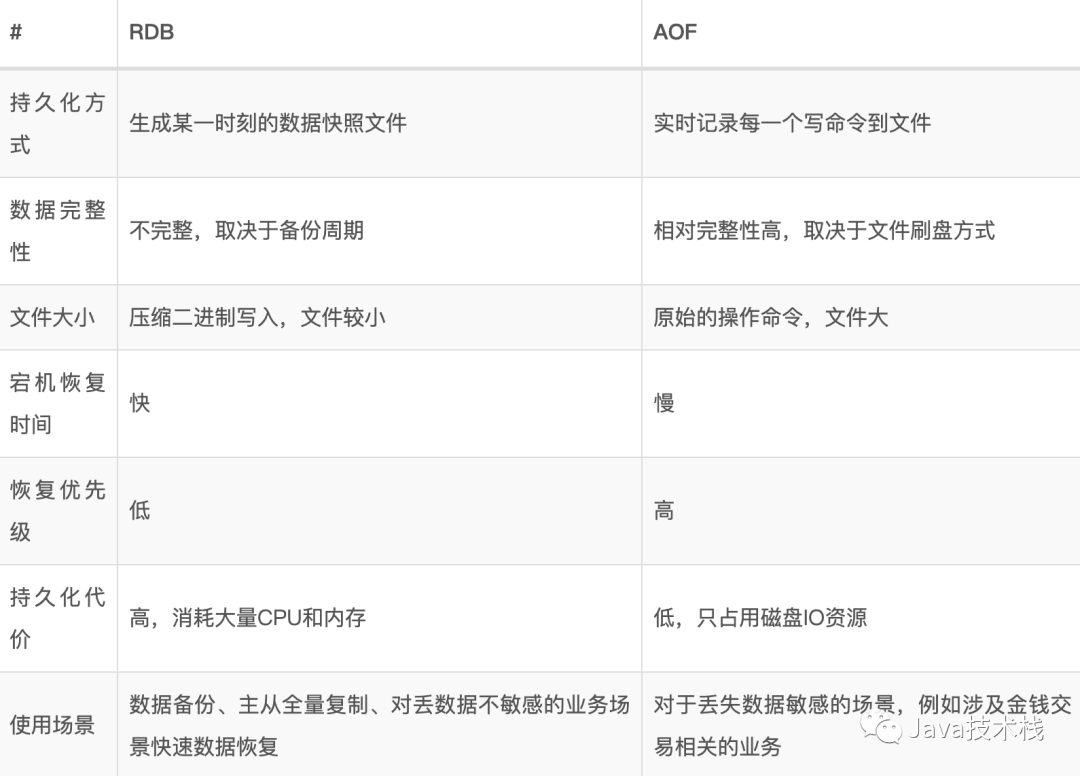 # RDB AOF
持久化方
式
生成某一时刻的数据快照文件
实时记录每一个写命令到文件
数据完整
性
不完整，取决于备份周期
相对完整性高，取决于文件刷盘方式
文件大小
压缩二进制写入，文件较小
原始的操作命令，文件大
宕机恢复
时间
快
慢
恢复优先
级
低
高
持久化代
价
高，消耗大量CPU和内存
低，只占用磁盘IO资源
使用场景
数据备份、主从全量复制、对丢数据不敏感的业务场
景快速数据恢复
对于丢失数据敏感的场景，例如涉及金钱交
易相关的业务
Java技术栈